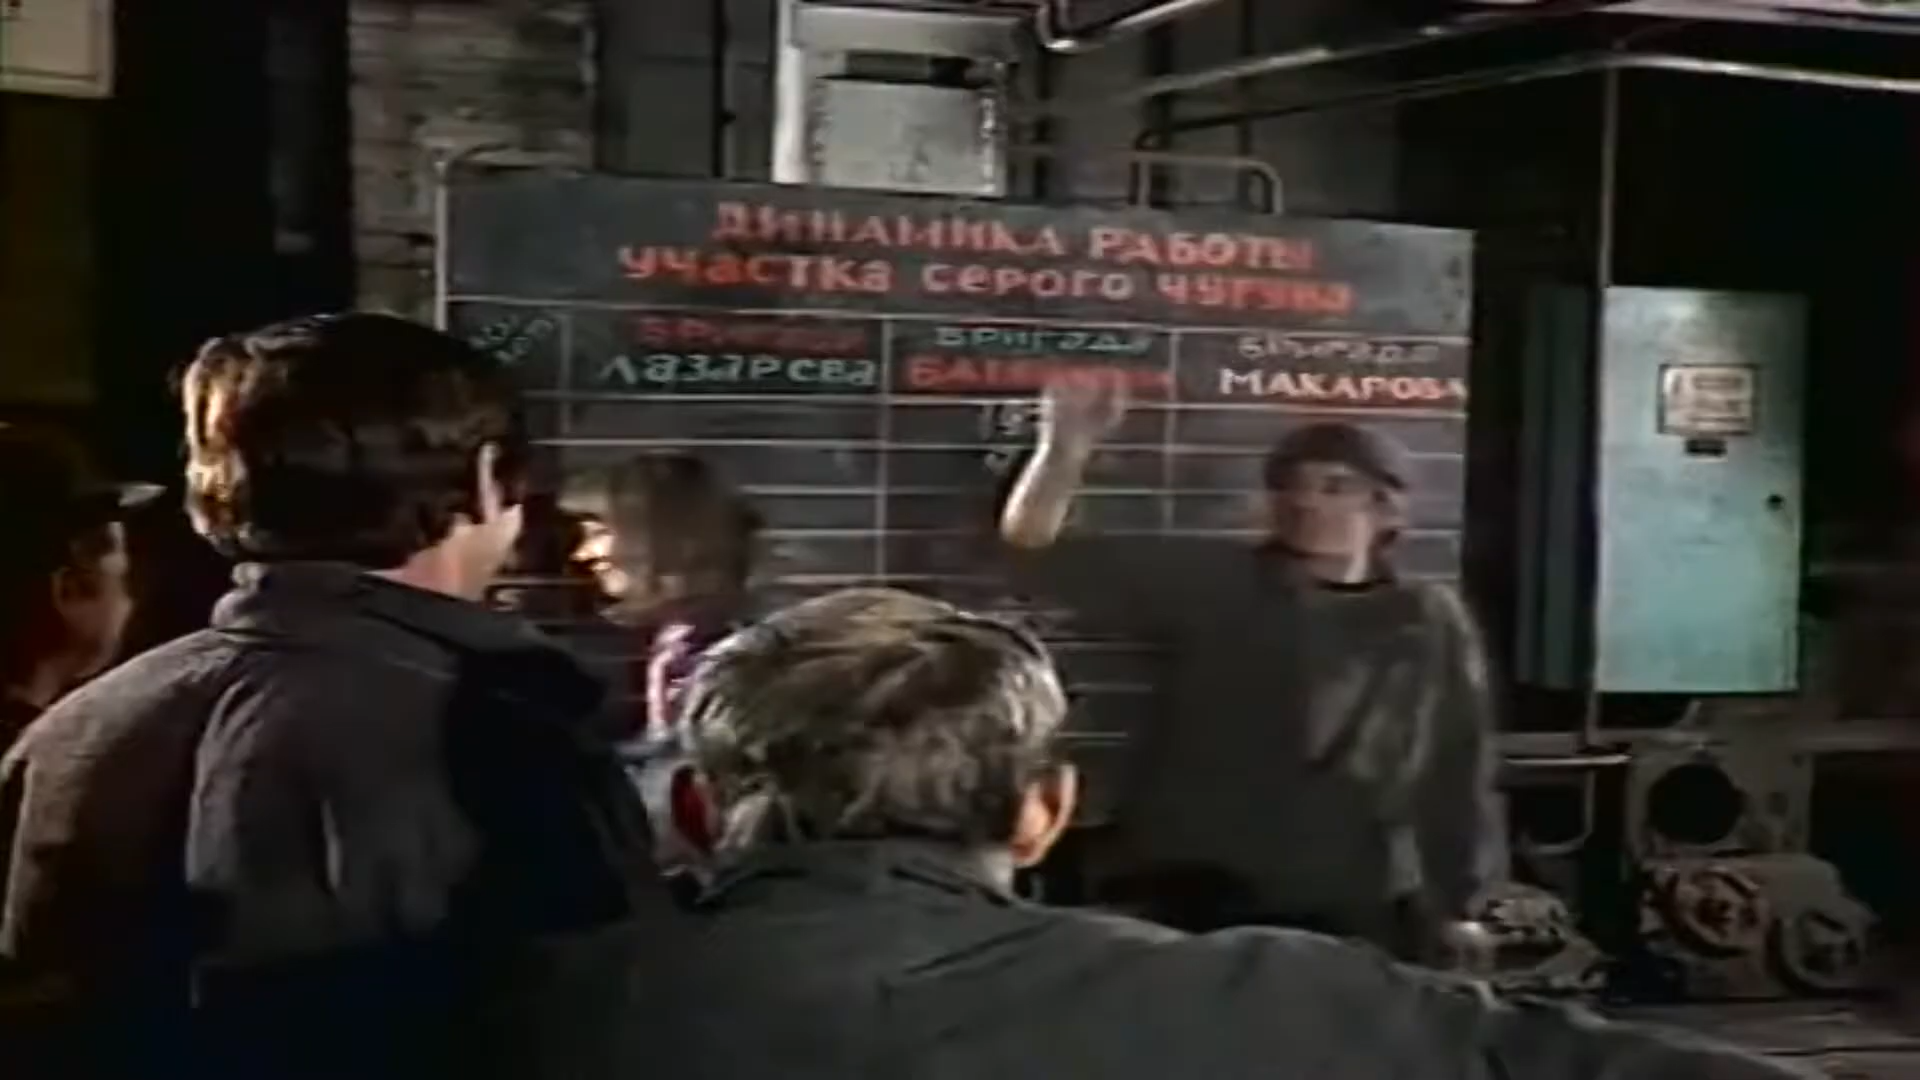 ДИНАМИКА РАБОТЫ
участка серого чугуна
Бригада Бригада Бригада
Лазарева МАКАРОВА